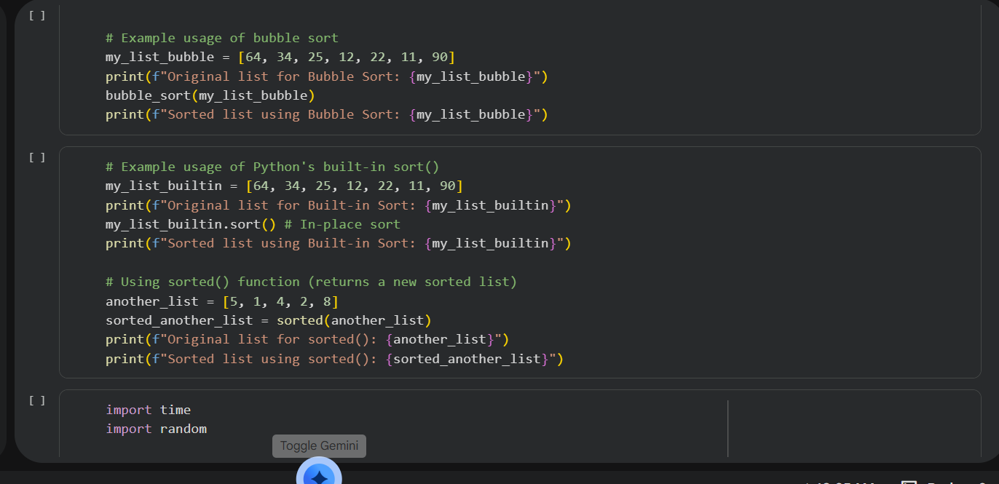 [ ]
# Example usage of bubble sort
my_list_bubble = [64, 34, 25, 12, 22, 11, 90]
print(f"Original list for Bubble Sort: {my_list_bubble}")
bubble_sort(my_list_bubble)
print(f"Sorted list using Bubble Sort: {my_list_bubble}")
[ ]
# Example usage of Python's built-in sort()
my_list_builtin = [64, 34, 25, 12, 22, 11, 90]
print(f"Original list for Built-in Sort: {my_list_builtin}")
my_list_builtin.sort() # In-place sort
print(f"Sorted list using Built-in Sort: {my_list_builtin}")
# Using sorted() function (returns a new sorted list)
another_list = [5, 1, 4, 2, 8]
sorted_another_list = sorted(another_list)
print(f"Original list for sorted(): {another_list}")
print(f"Sorted list using sorted(): {sorted_another_list}")
[ ]
import time
import random
Toggle Gemini